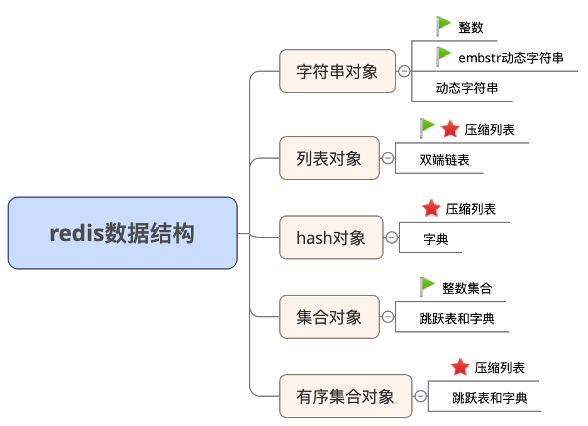 整数
embstr动态字符串
字符串对象
动态字符串
压缩列表
列表对象
双端链表
压缩列表
redis数据结构
hash对象
字典
整数集合
集合对象
跳跃表和字典
压缩列表
有序集合对象
跳跃表和字典